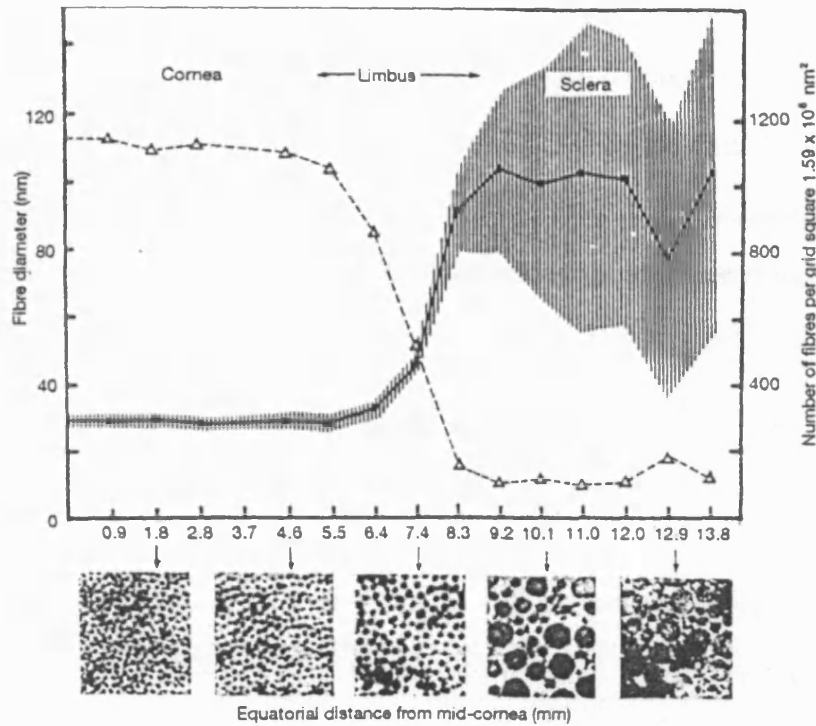 Cornea
Limbus
Sclera
Fibre diameter (nm)
120
80
40
0
Number of fibres per grid square 1.59 x 10⁶ nm²
1200
800
400
0.9 1.8 2.8 3.7 4.6 5.5 6.4 7.4 8.3 9.2 10.1 11.0 12.0 12.9 13.8
Equatorial distance from mid-cornea (mm)